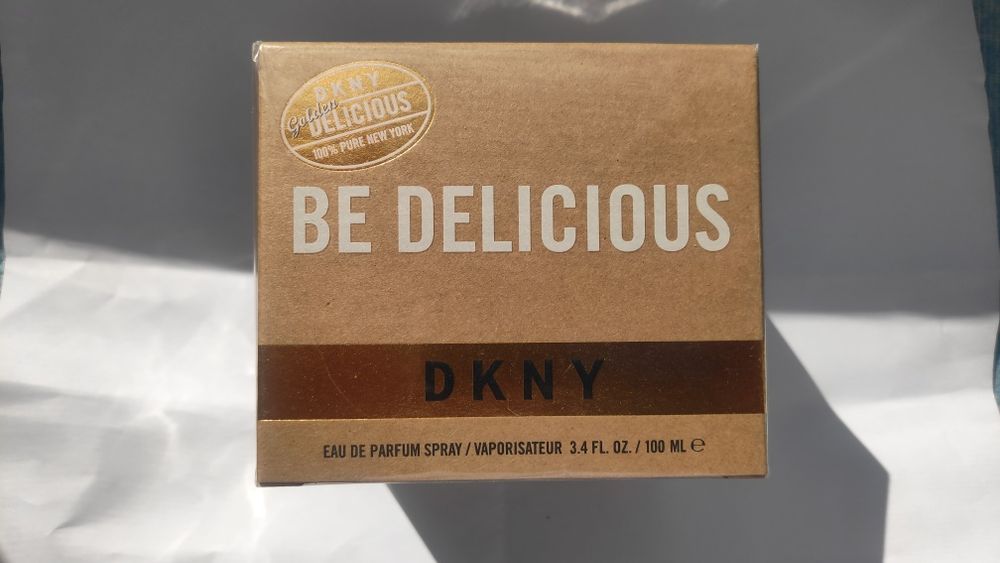 DKNY
Golden
DELICIOUS
100% PURE NEW YORK
BE DELICIOUS
DKNY
EAU DE PARFUM SPRAY / VAPORISATEUR 3.4 FL. OZ. / 100 ML ℮